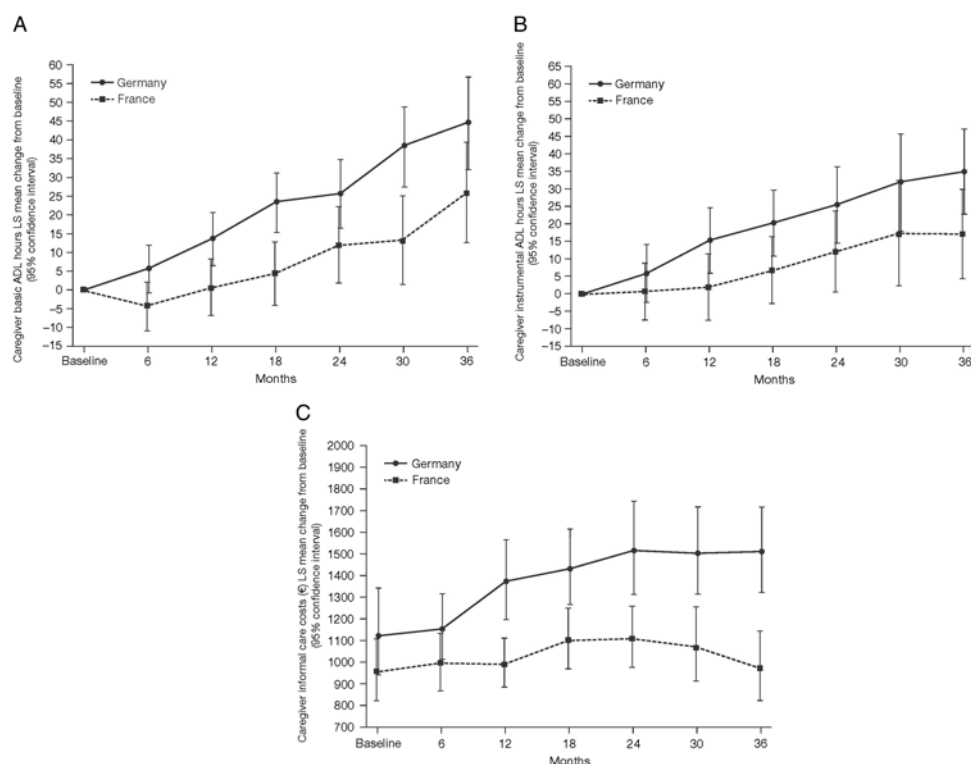 A
Caregiver basic ADL hours LS mean change from baseline
(95% confidence interval)
60
55
50
45
40
35
30
25
20
15
10
5
0
−5
−10
−15
Germany
France
Baseline 6 12 18 24 30 36
Months
B
Caregiver instrumental ADL hours LS mean change from baseline
(95% confidence interval)
65
60
55
50
45
40
35
30
25
20
15
10
5
0
−5
−10
−15
Germany
France
Baseline 6 12 18 24 30 36
Months
C
Caregiver informal care costs (€) LS mean change from baseline
(95% confidence interval)
2000
1900
1800
1700
1600
1500
1400
1300
1200
1100
1000
900
800
700
Germany
France
Baseline 6 12 18 24 30 36
Months